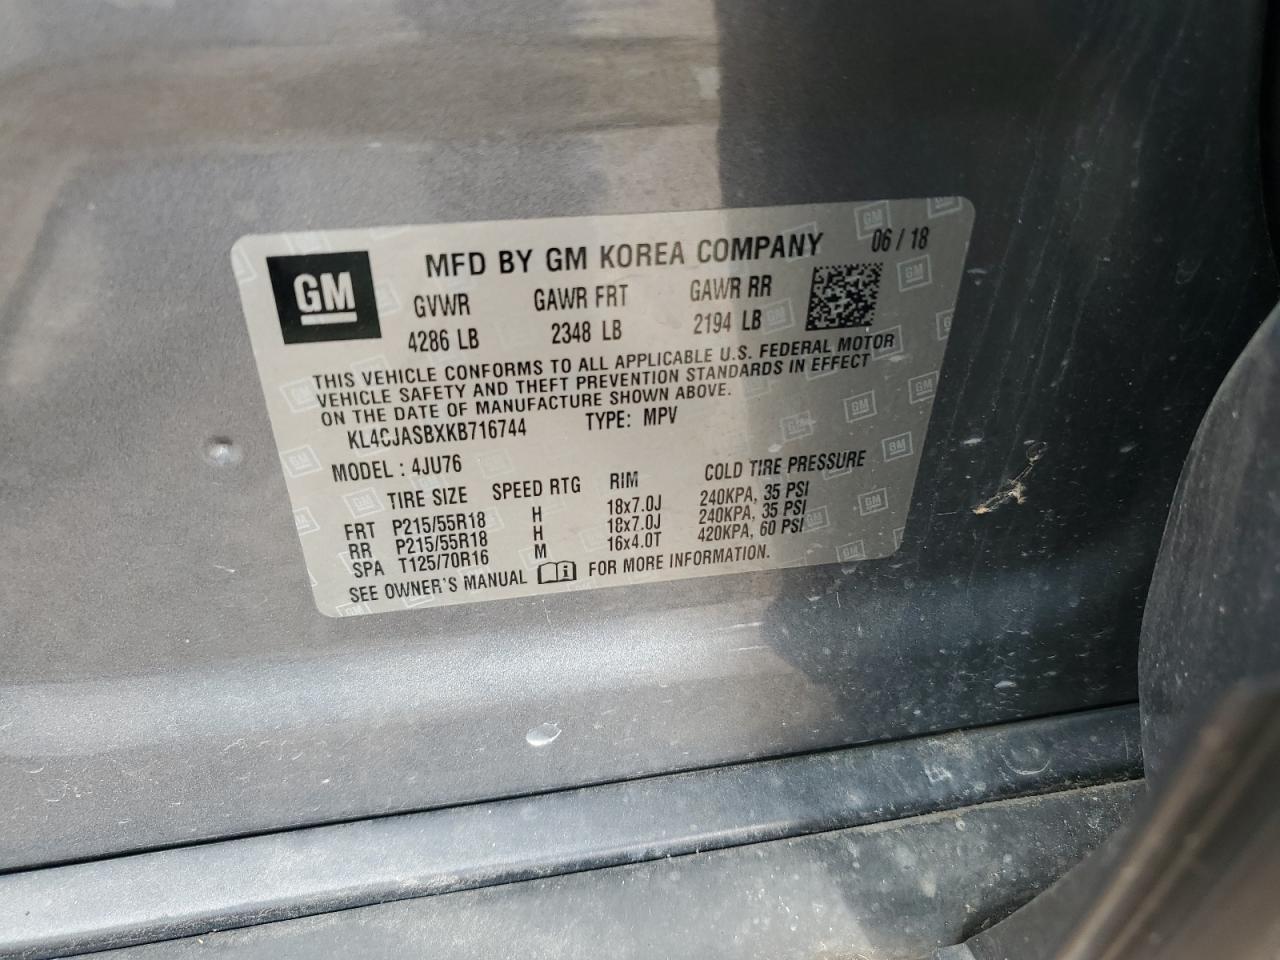 GM MFD BY GM KOREA COMPANY 06 / 18
GVWR GAWR FRT GAWR RR
4286 LB 2348 LB 2194 LB
THIS VEHICLE CONFORMS TO ALL APPLICABLE U.S. FEDERAL MOTOR
VEHICLE SAFETY AND THEFT PREVENTION STANDARDS IN EFFECT
ON THE DATE OF MANUFACTURE SHOWN ABOVE.
KL4CJASBXKB716744 TYPE: MPV
MODEL : 4JU76
TIRE SIZE SPEED RTG RIM COLD TIRE PRESSURE
FRT P215/55R18 H 18x7.0J 240KPA, 35 PSI
RR P215/55R18 H 18x7.0J 240KPA, 35 PSI
SPA T125/70R16 M 16x4.0T 420KPA, 60 PSI
SEE OWNER'S MANUAL FOR MORE INFORMATION.